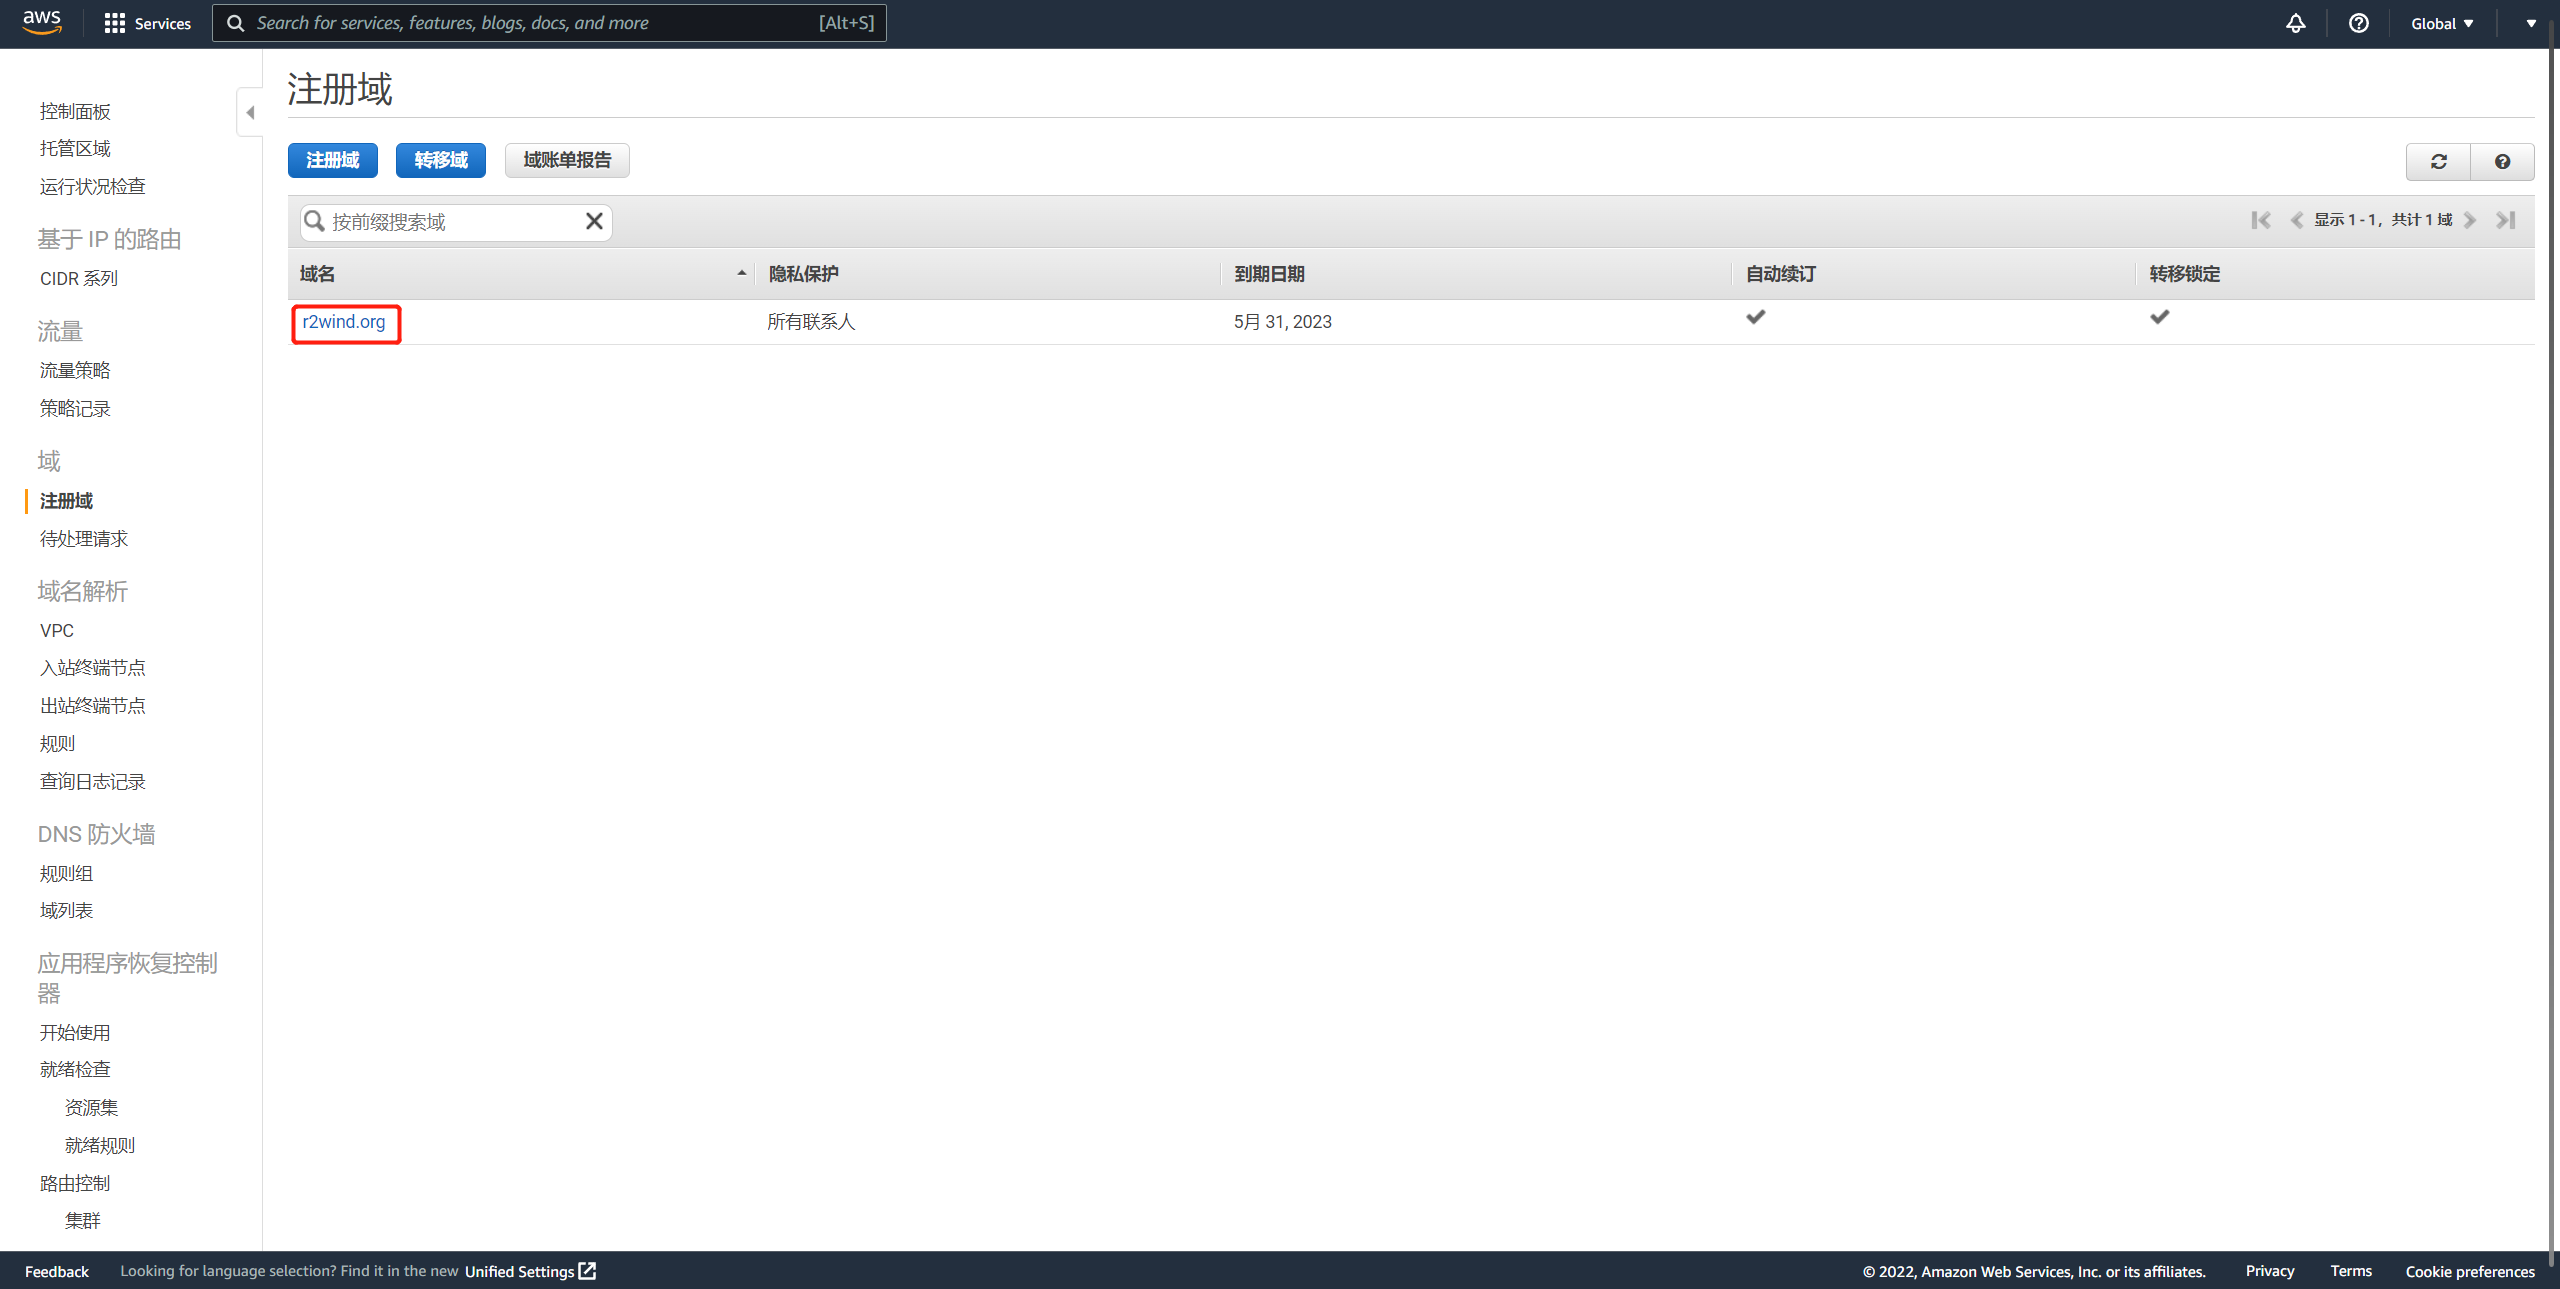 aws
Services
Search for services, features, blogs, docs, and more
[Alt+S]
Global
控制面板
托管区域
运行状况检查
基于 IP 的路由
CIDR 系列
流量
流量策略
策略记录
域
注册域
待处理请求
域名解析
VPC
入站终端节点
出站终端节点
规则
查询日志记录
DNS 防火墙
规则组
域列表
应用程序恢复控制
器
开始使用
就绪检查
资源集
就绪规则
路由控制
集群
注册域
注册域
转移域
域账单报告
按前缀搜索域
显示 1 - 1，共计 1 域
域名
隐私保护
到期日期
自动续订
转移锁定
r2wind.org
所有联系人
5月 31, 2023
Feedback
Looking for language selection? Find it in the new Unified Settings
© 2022, Amazon Web Services, Inc. or its affiliates.
Privacy
Terms
Cookie preferences